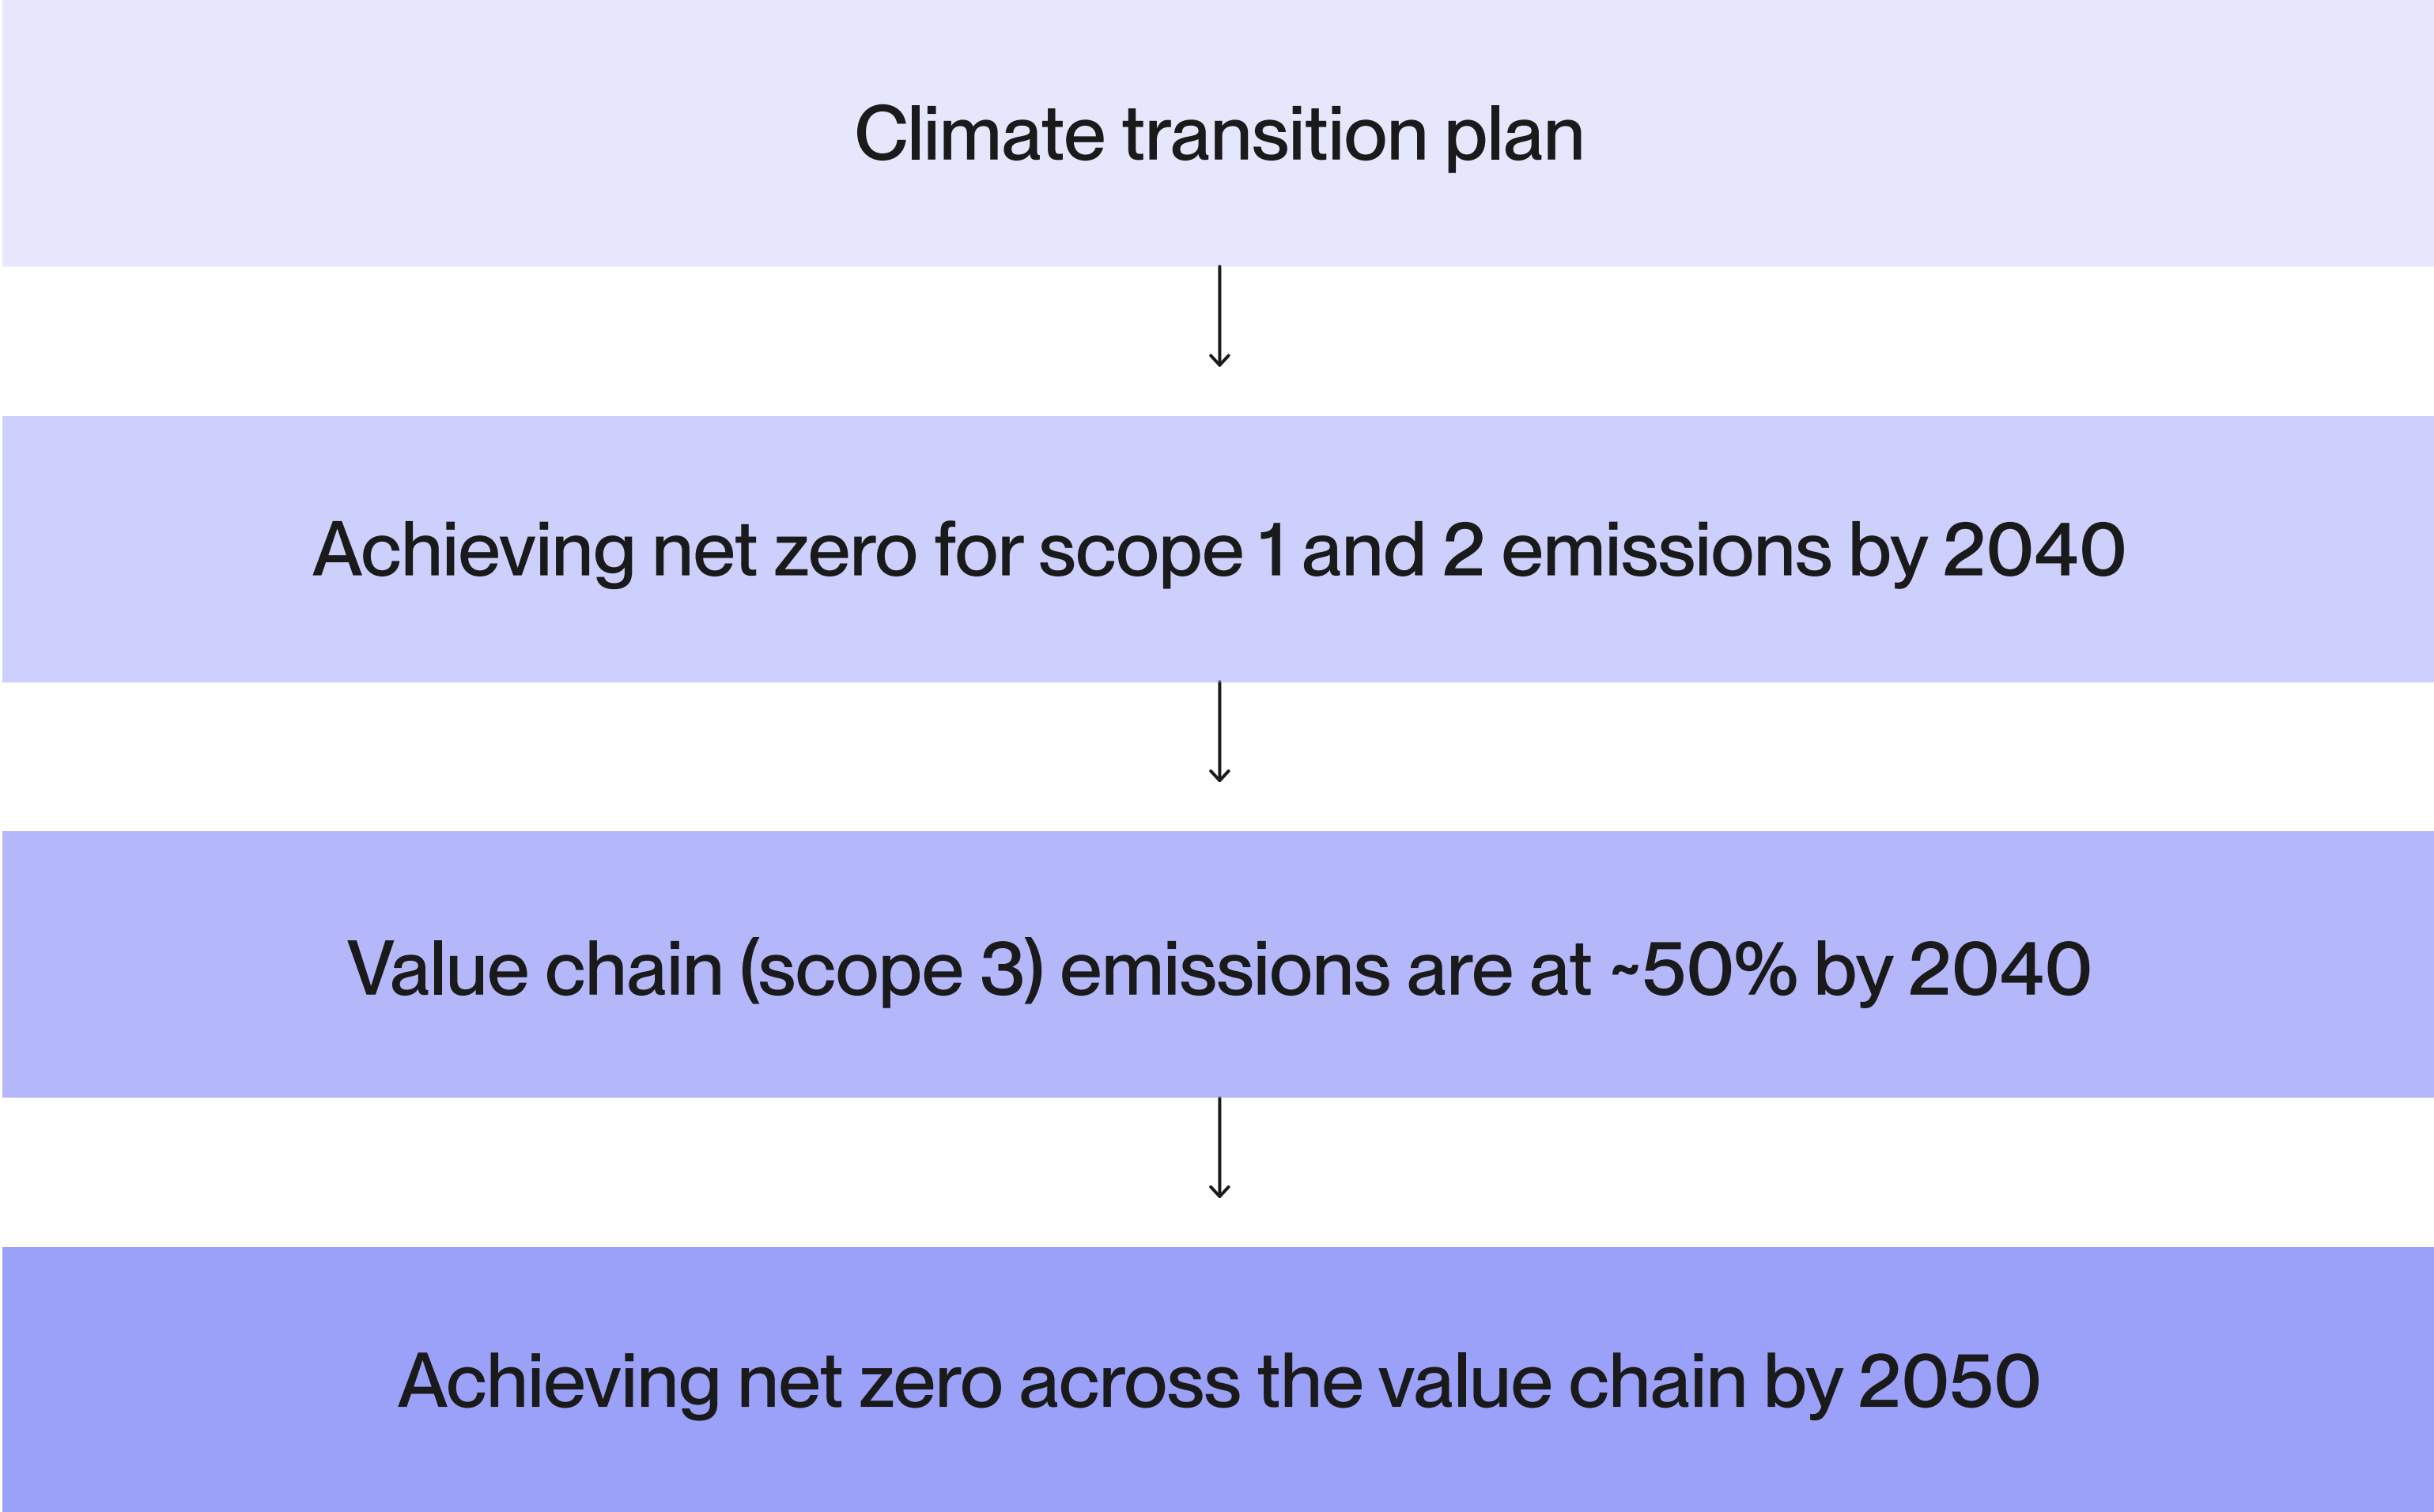 Climate transition plan
Achieving net zero for scope 1 and 2 emissions by 2040
Value chain (scope 3) emissions are at ~50% by 2040
Achieving net zero across the value chain by 2050